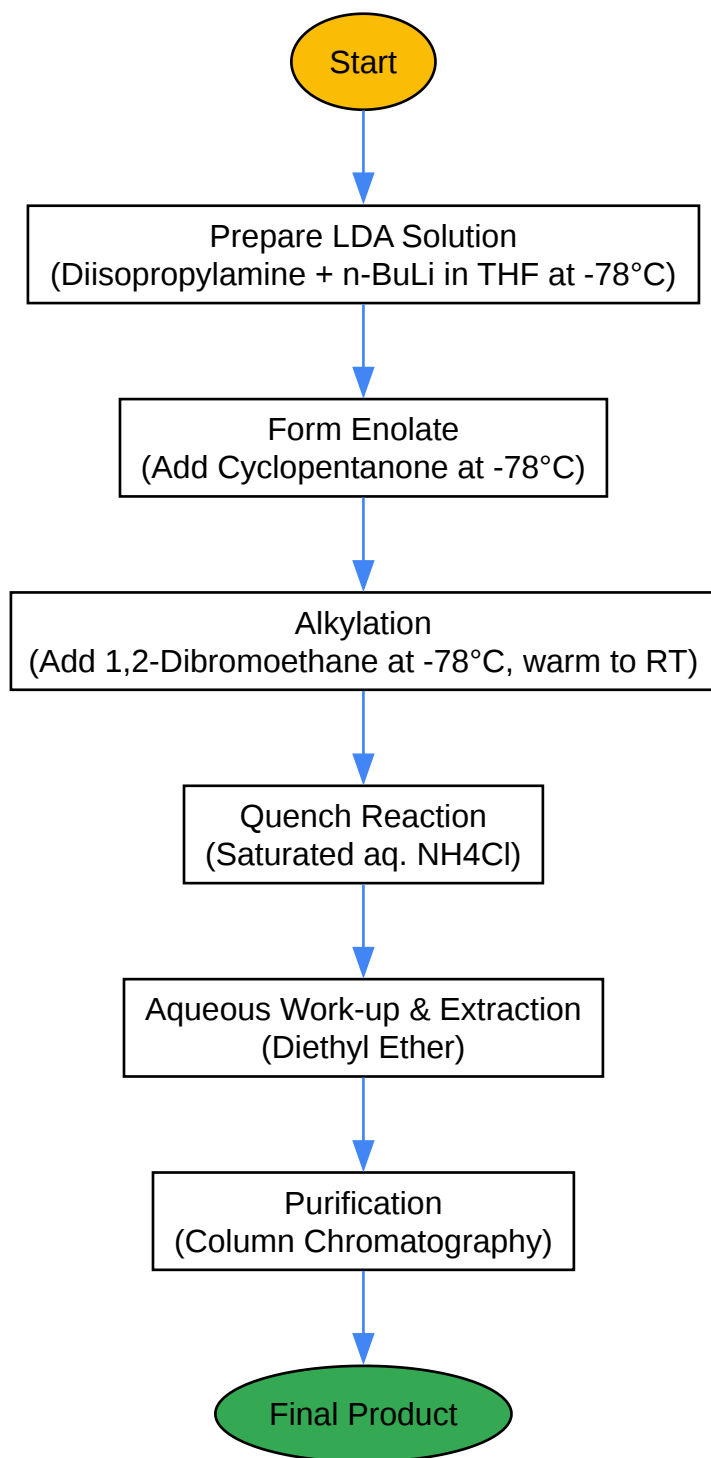 Start
Prepare LDA Solution
(Diisopropylamine + n-BuLi in THF at -78°C)
Form Enolate
(Add Cyclopentanone at -78°C)
Alkylation
(Add 1,2-Dibromoethane at -78°C, warm to RT)
Quench Reaction
(Saturated aq. NH4Cl)
Aqueous Work-up & Extraction
(Diethyl Ether)
Purification
(Column Chromatography)
Final Product